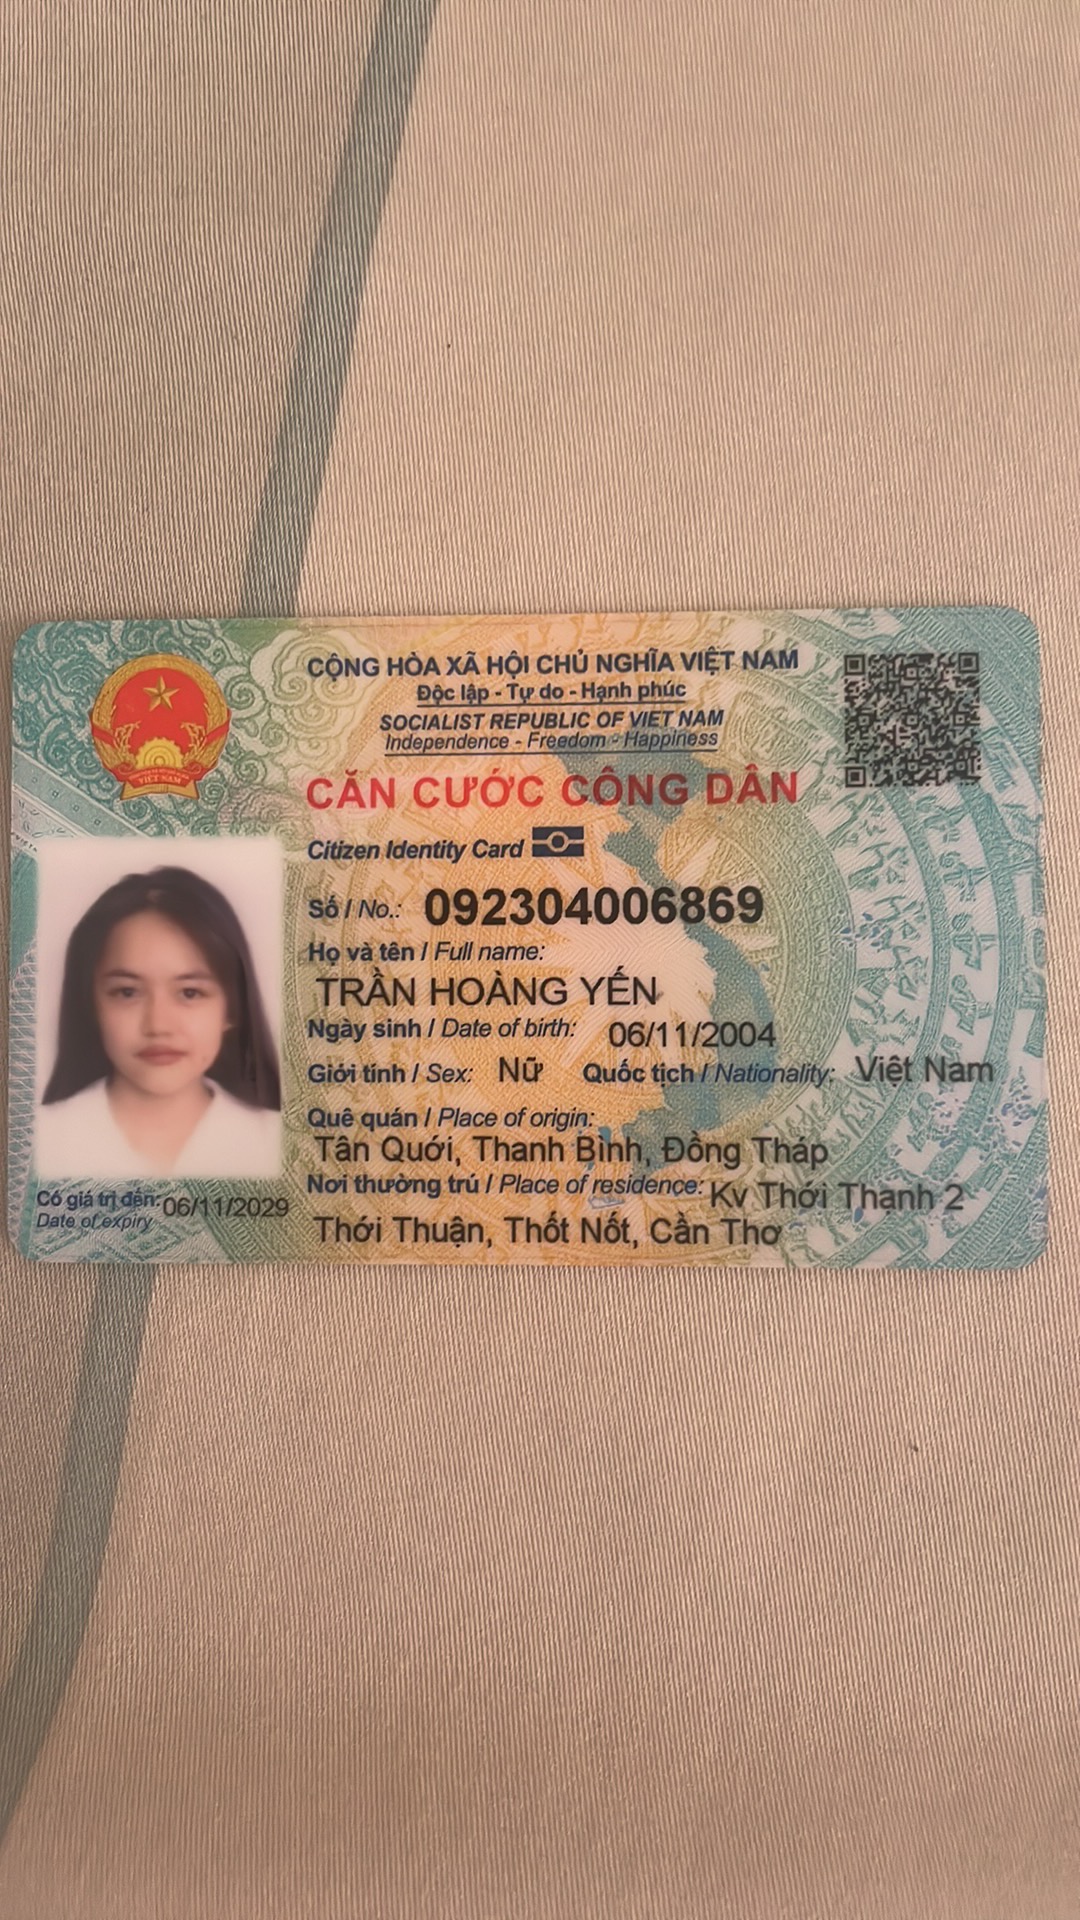 CỘNG HÒA XÃ HỘI CHỦ NGHĨA VIỆT NAM
Độc lập - Tự do - Hạnh phúc
SOCIALIST REPUBLIC OF VIET NAM
Independence - Freedom - Happiness
CĂN CƯỚC CÔNG DÂN
Citizen Identity Card
Số / No.: 092304006869
Họ và tên / Full name:
TRẦN HOÀNG YẾN
Ngày sinh / Date of birth: 06/11/2004
Giới tính / Sex: Nữ Quốc tịch / Nationality: Việt Nam
Quê quán / Place of origin:
Tân Quới, Thanh Bình, Đồng Tháp
Nơi thường trú / Place of residence: Kv Thới Thạnh 2
Thới Thuận, Thốt Nốt, Cần Thơ
Có giá trị đến: 06/11/2029
Date of expiry